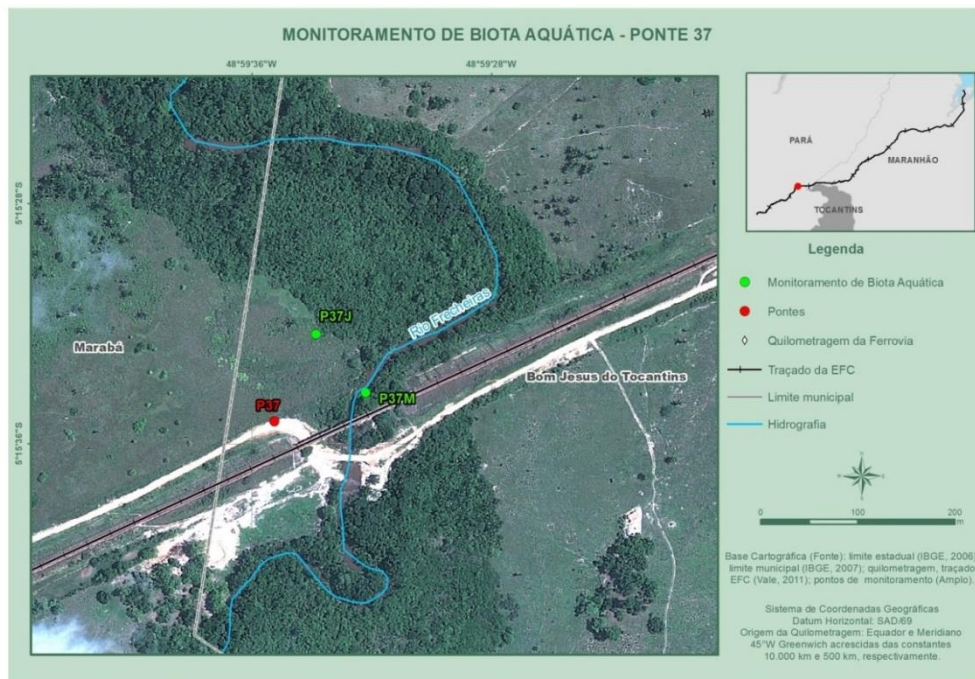 MONITORAMENTO DE BIOTA AQUÁTICA - PONTE 37
48°59'36"W
48°59'28"W
5°15'28"S
5°15'36"S
P37J
Rio Frecheiras
Marabá
Bom Jesus do Tocantins
P37M
P37
PARÁ
MARANHÃO
TOCANTINS
Legenda
Monitoramento de Biota Aquática
Pontes
Quilometragem da Ferrovia
Traçado da EFC
Limite municipal
Hidrografia
0 100 200
m
Base Cartográfica (Fonte): limite estadual (IBGE, 2006)
limite municipal (IBGE, 2007); quilometragem, traçado
EFC (Vale, 2011); pontos de monitoramento (Amplo).
Sistema de Coordenadas Geográficas
Datum Horizontal: SAD/69
Origem da Quilometragem: Equador e Meridiano
45°W Greenwich acrescidas das constantes
10.000 km e 500 km, respectivamente.